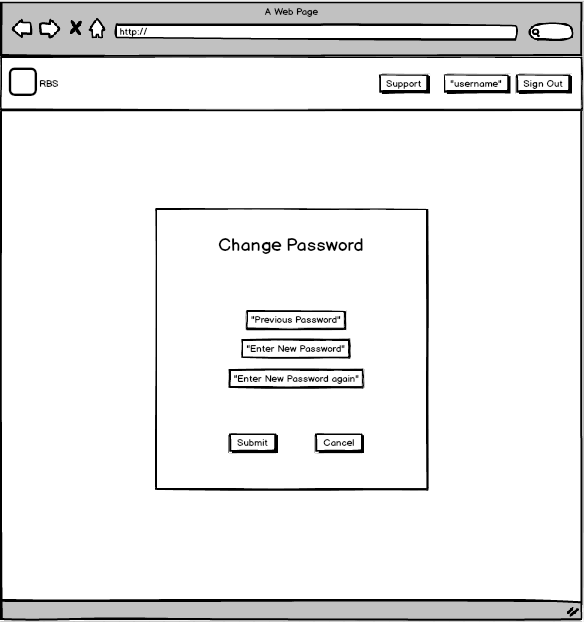 A Web Page
http://
RBS
Support "username" Sign Out
Change Password
"Previous Password"
"Enter New Password"
"Enter New Password again"
Submit Cancel